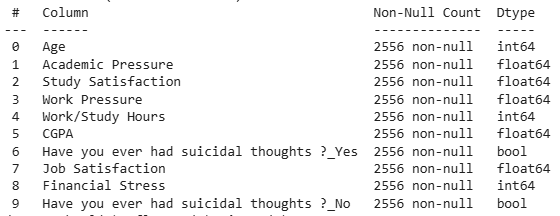 #   Column                                 Non-Null Count  Dtype
---  ------                                 --------------  -----
0   Age                                    2556 non-null   int64
1   Academic Pressure                      2556 non-null   float64
2   Study Satisfaction                     2556 non-null   float64
3   Work Pressure                          2556 non-null   float64
4   Work/Study Hours                       2556 non-null   int64
5   CGPA                                   2556 non-null   float64
6   Have you ever had suicidal thoughts ?_Yes  2556 non-null   bool
7   Job Satisfaction                       2556 non-null   float64
8   Financial Stress                       2556 non-null   int64
9   Have you ever had suicidal thoughts ?_No   2556 non-null   bool